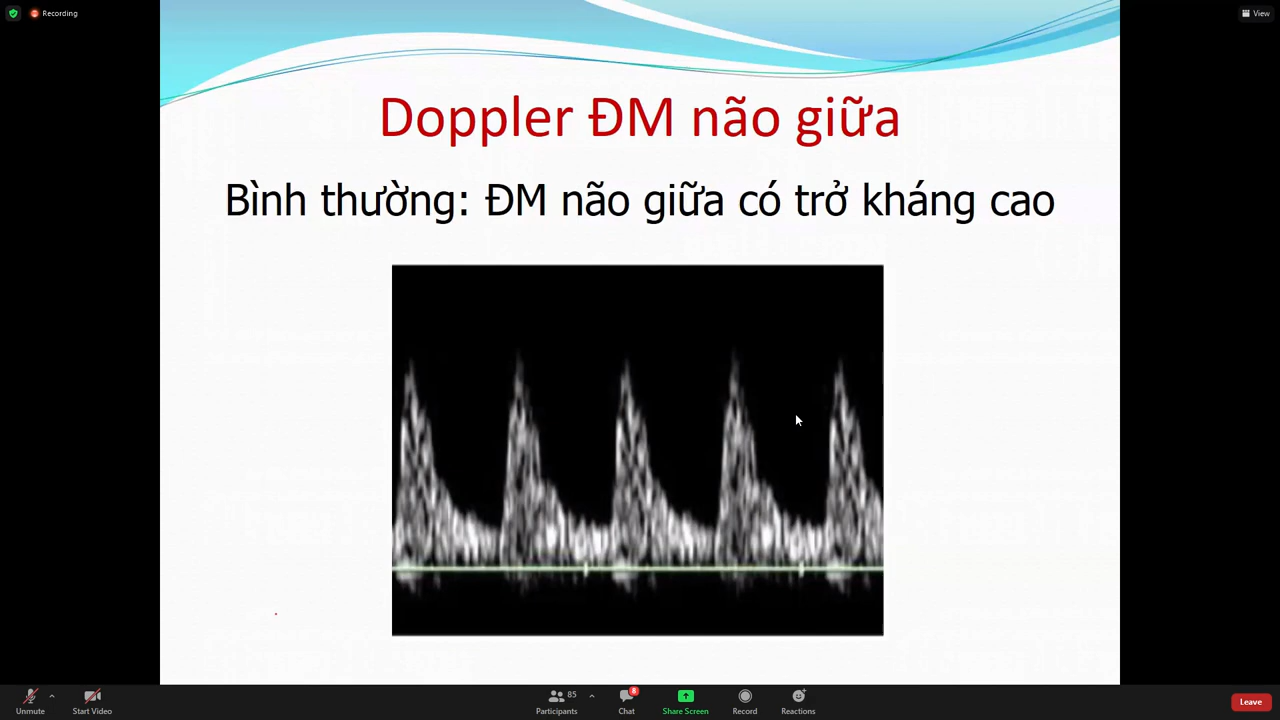 Recording
View
Doppler ĐM não giữa
Bình thường: ĐM não giữa có trở kháng cao
Unmute
Start Video
85
Participants
8
Chat
Share Screen
Record
Reactions
Leave